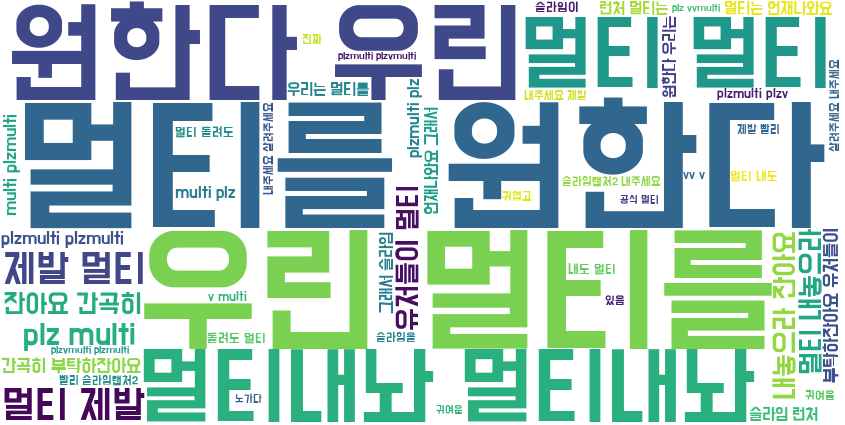 원한다 우린
진짜
plzmulti plzvmulti
우리는 멀티를
슬라임이
런처 멀티는
plz vvmulti
멀티는 언재나와요
멀티 멀티
원한다 우리는
내주세요 제발
plzmulti plzv
살려주세요 내주세요
멀티를
원한다
multi plzmulti
멀티 돌려도
multi plz
내주세요 살려주세요
plzmulti plz
언재나와요 그래서
귀엽고
슬라임랜처2 내주세요
공식 멀티
vv v
멀티 내도
제발 빨리
plzmulti plzmulti
제발 멀티
잔아요 간곡히
plz multi
plzvmulti plzmulti
간곡히 부탁하잔아요
빨리 슬라임랜처2
멀티 제발
우린
멀티를
v multi
돌려도 멀티
그래서 슬라임
유저들이 멀티
슬라임을
내도 멀티
있음
내놓으라 잔아요
멀티 내놓으라
부탁하잔아요 유저들이
멀티내놔 멀티내놔
노가다
귀여움
귀여움
슬라임 런처